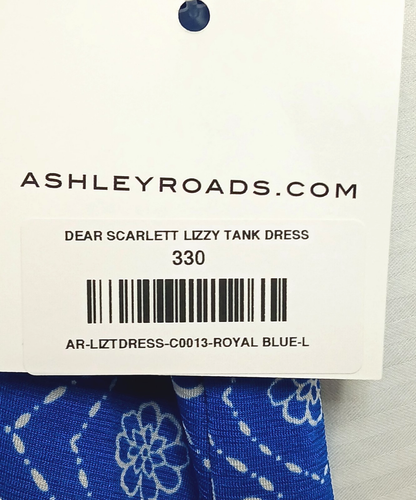 ASHLEYROADS.COM
DEAR SCARLETT LIZZY TANK DRESS
330
AR-LIZTDRESS-C0013-ROYAL BLUE-L